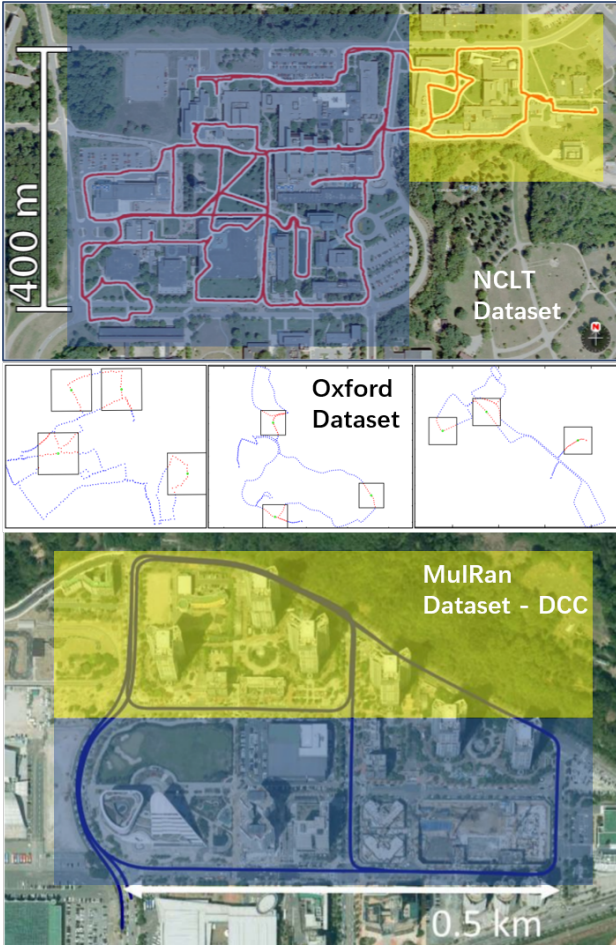 400 m
NCLT
Dataset
N
Oxford
Dataset
MulRan
Dataset - DCC
0.5 km